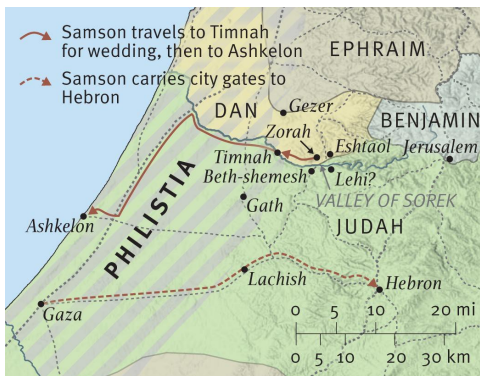 Samson travels to Timnah
for wedding, then to Ashkelon
Samson carries city gates to
Hebron
EPHRAIM
DAN
Gezer
BENJAMIN
Zorah
Eshtaol
Jerusalem
Timnah
Beth-shemesh
Lehi?
VALLEY OF SOREK
PHILISTIA
Gath
Ashkelon
JUDAH
Lachish
Hebron
Gaza
0 5 10 20 mi
0 5 10 20 30 km